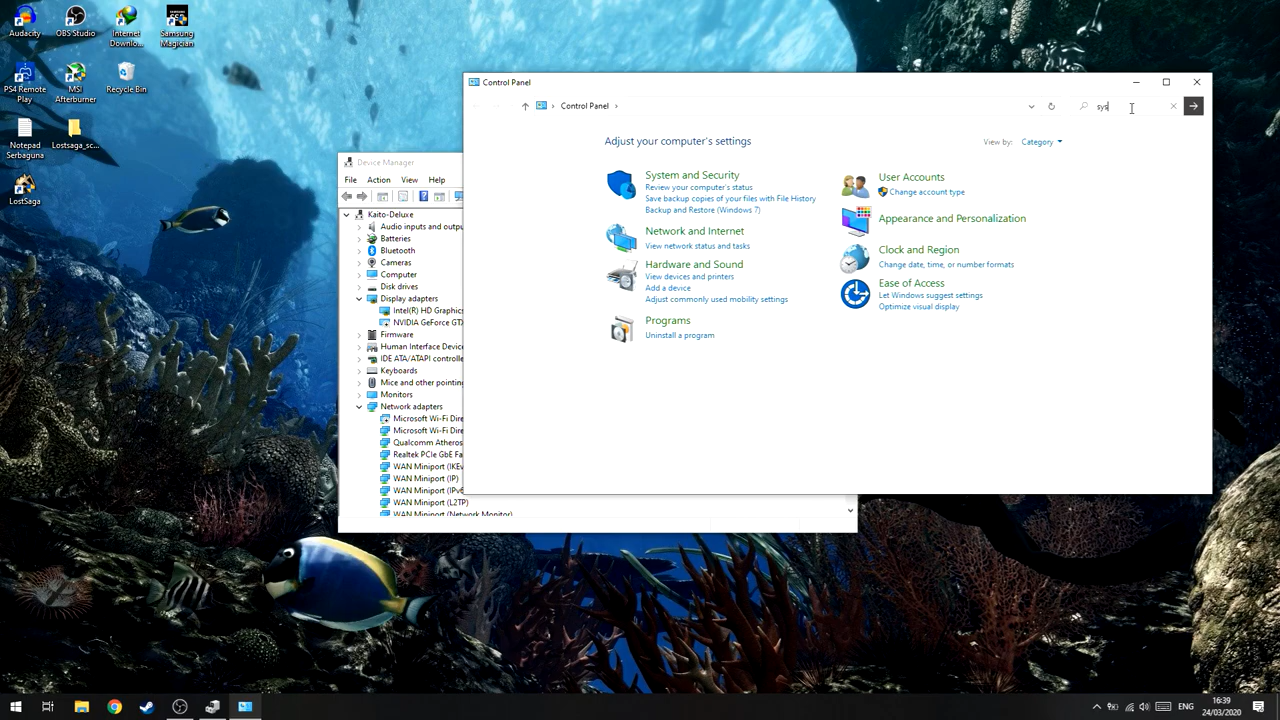 Audacity
OBS Studio
Internet
Downlo...
Samsung
Magician
PS4 Remote
Play
MSI
Afterburner
Recycle Bin
Notepad
Serbaguna
Lostsaga_sc...
Lostsaga
Control Panel
Control Panel
sys
Adjust your computer's settings
View by: Category
System and Security
Review your computer's status
Save backup copies of your files with File History
Backup and Restore (Windows 7)
Network and Internet
View network status and tasks
Hardware and Sound
View devices and printers
Add a device
Adjust commonly used mobility settings
Programs
Uninstall a program
User Accounts
Change account type
Appearance and Personalization
Clock and Region
Change date, time, or number formats
Ease of Access
Let Windows suggest settings
Optimize visual display
Device Manager
File Action View Help
Kaito-Deluxe
Audio inputs and outpu
Batteries
Bluetooth
Cameras
Computer
Disk drives
Display adapters
Intel(R) HD Graphics
NVIDIA GeForce GTX
Firmware
Human Interface Device
IDE ATA/ATAPI controlle
Keyboards
Mice and other pointing
Monitors
Network adapters
Microsoft Wi-Fi Dire
Microsoft Wi-Fi Dire
Qualcomm Atheros
Realtek PCIe GbE Fa
WAN Miniport (IKEv
WAN Miniport (IP)
WAN Miniport (IPv6
WAN Miniport (L2TP)
WAN Miniport (Network Monitor)
ENG
16:39
24/03/2020